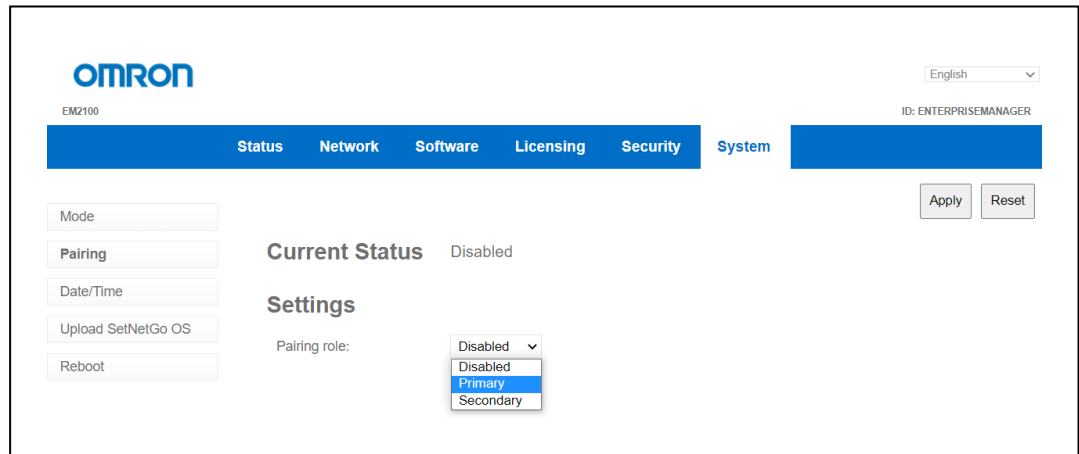 OMRON
English
EM2100
ID: ENTERPRISEMANAGER
Status Network Software Licensing Security System
Apply Reset
Mode
Pairing
Date/Time
Upload SetNetGo OS
Reboot
Current Status Disabled
Settings
Pairing role: Disabled
Disabled
Primary
Secondary